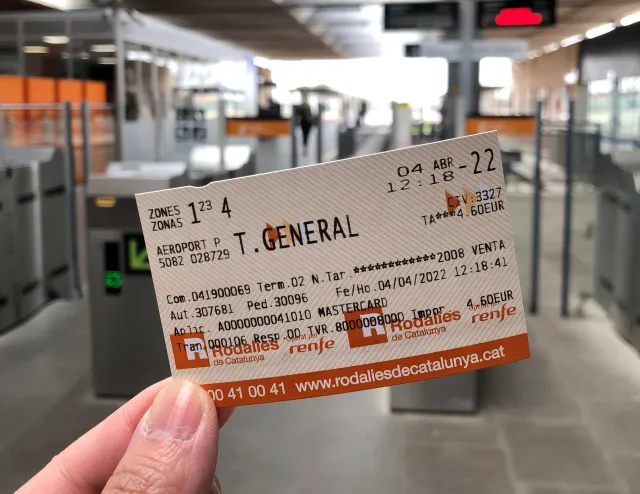 ZONES
ZONAS 1 23 4
04 ABR -22
12:18
AEROPORT P
5082 028729 T.GENERAL
CIV:3327
TA***4.60EUR
Com.041900069 Term.02 N.Tar.************2008 VENTA
Aut.307681 Ped.30096 Fe/Ho.04/04/2022 12:18:41
Aplic. A0000000041010 MASTERCARD
Tran.000106 Resp.00 TVR.8000008000 Impor. 4.60EUR
R Rodalies de Catalunya renfe
R Rodalies de Catalunya renfe
00 41 00 41 www.rodaliesdecatalunya.cat